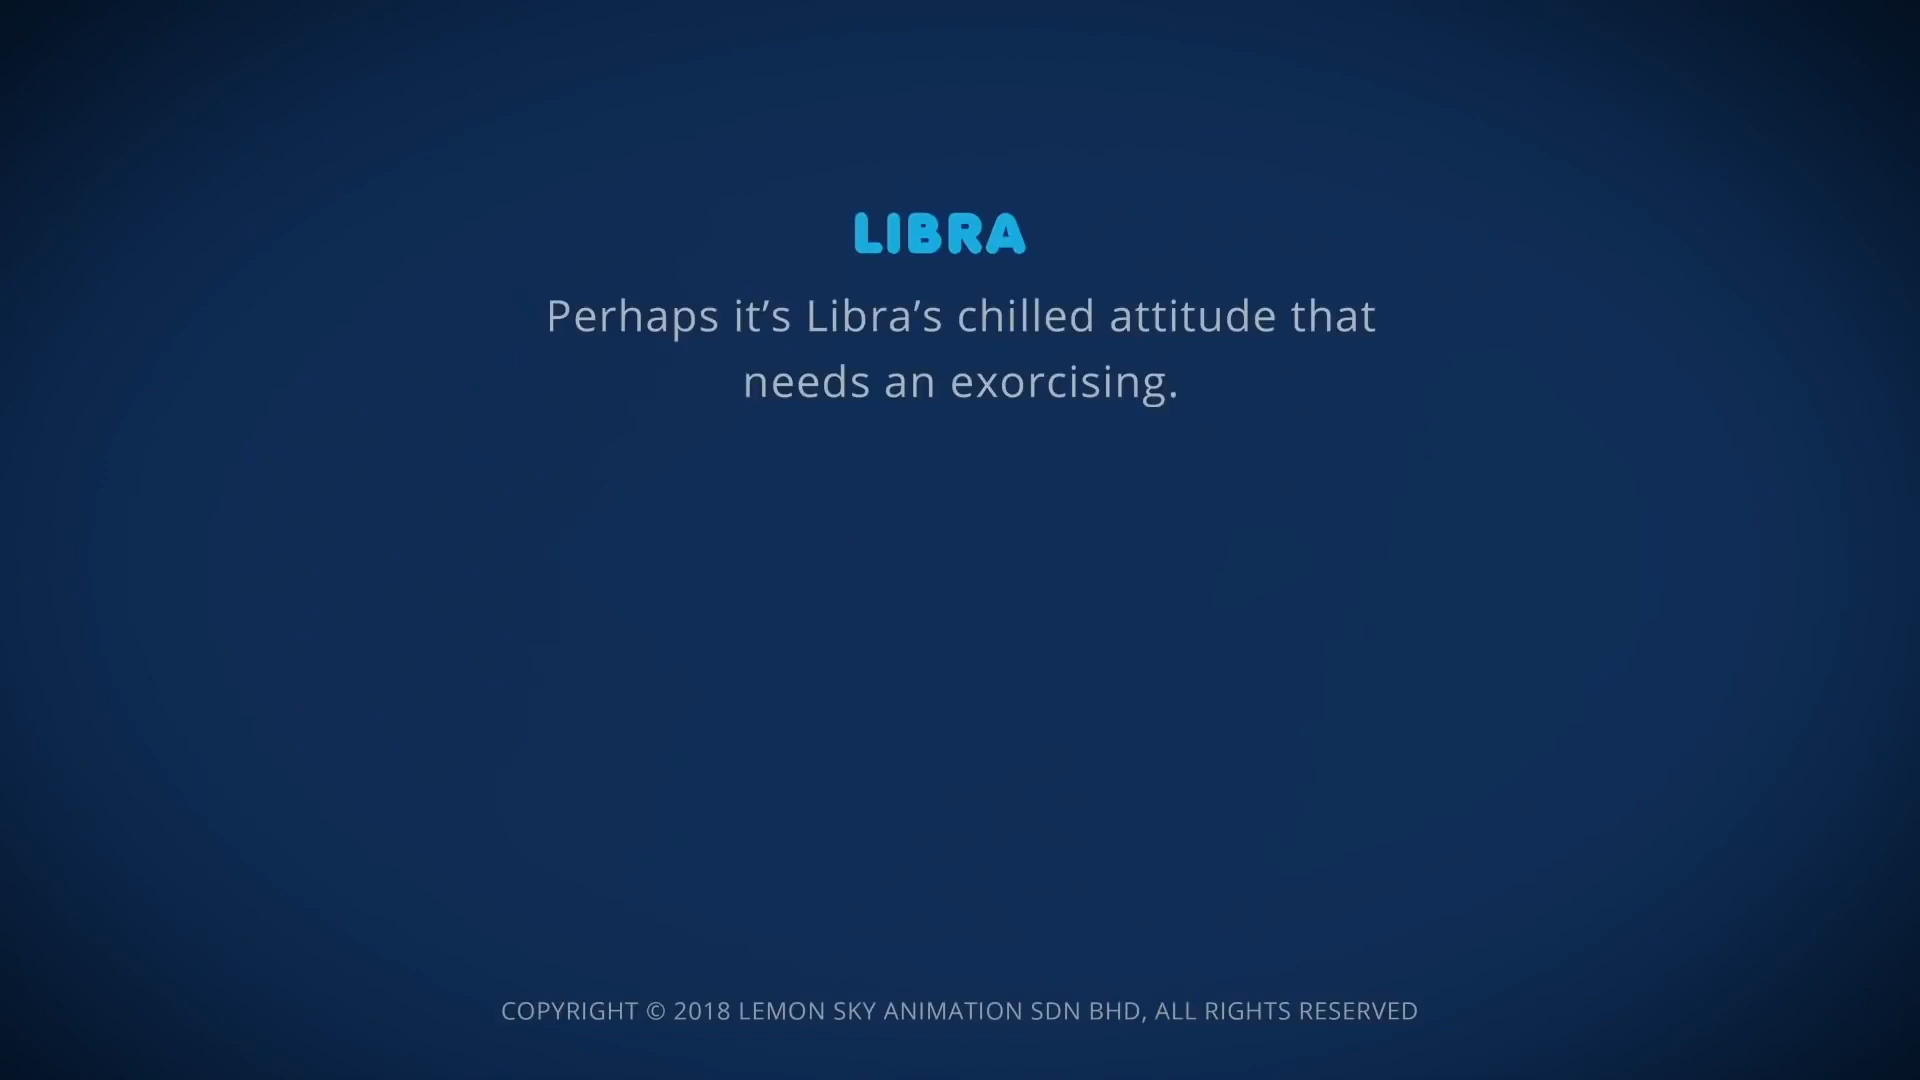 LIBRA
Perhaps it’s Libra’s chilled attitude that
needs an exorcising.
COPYRIGHT © 2018 LEMON SKY ANIMATION SDN BHD, ALL RIGHTS RESERVED